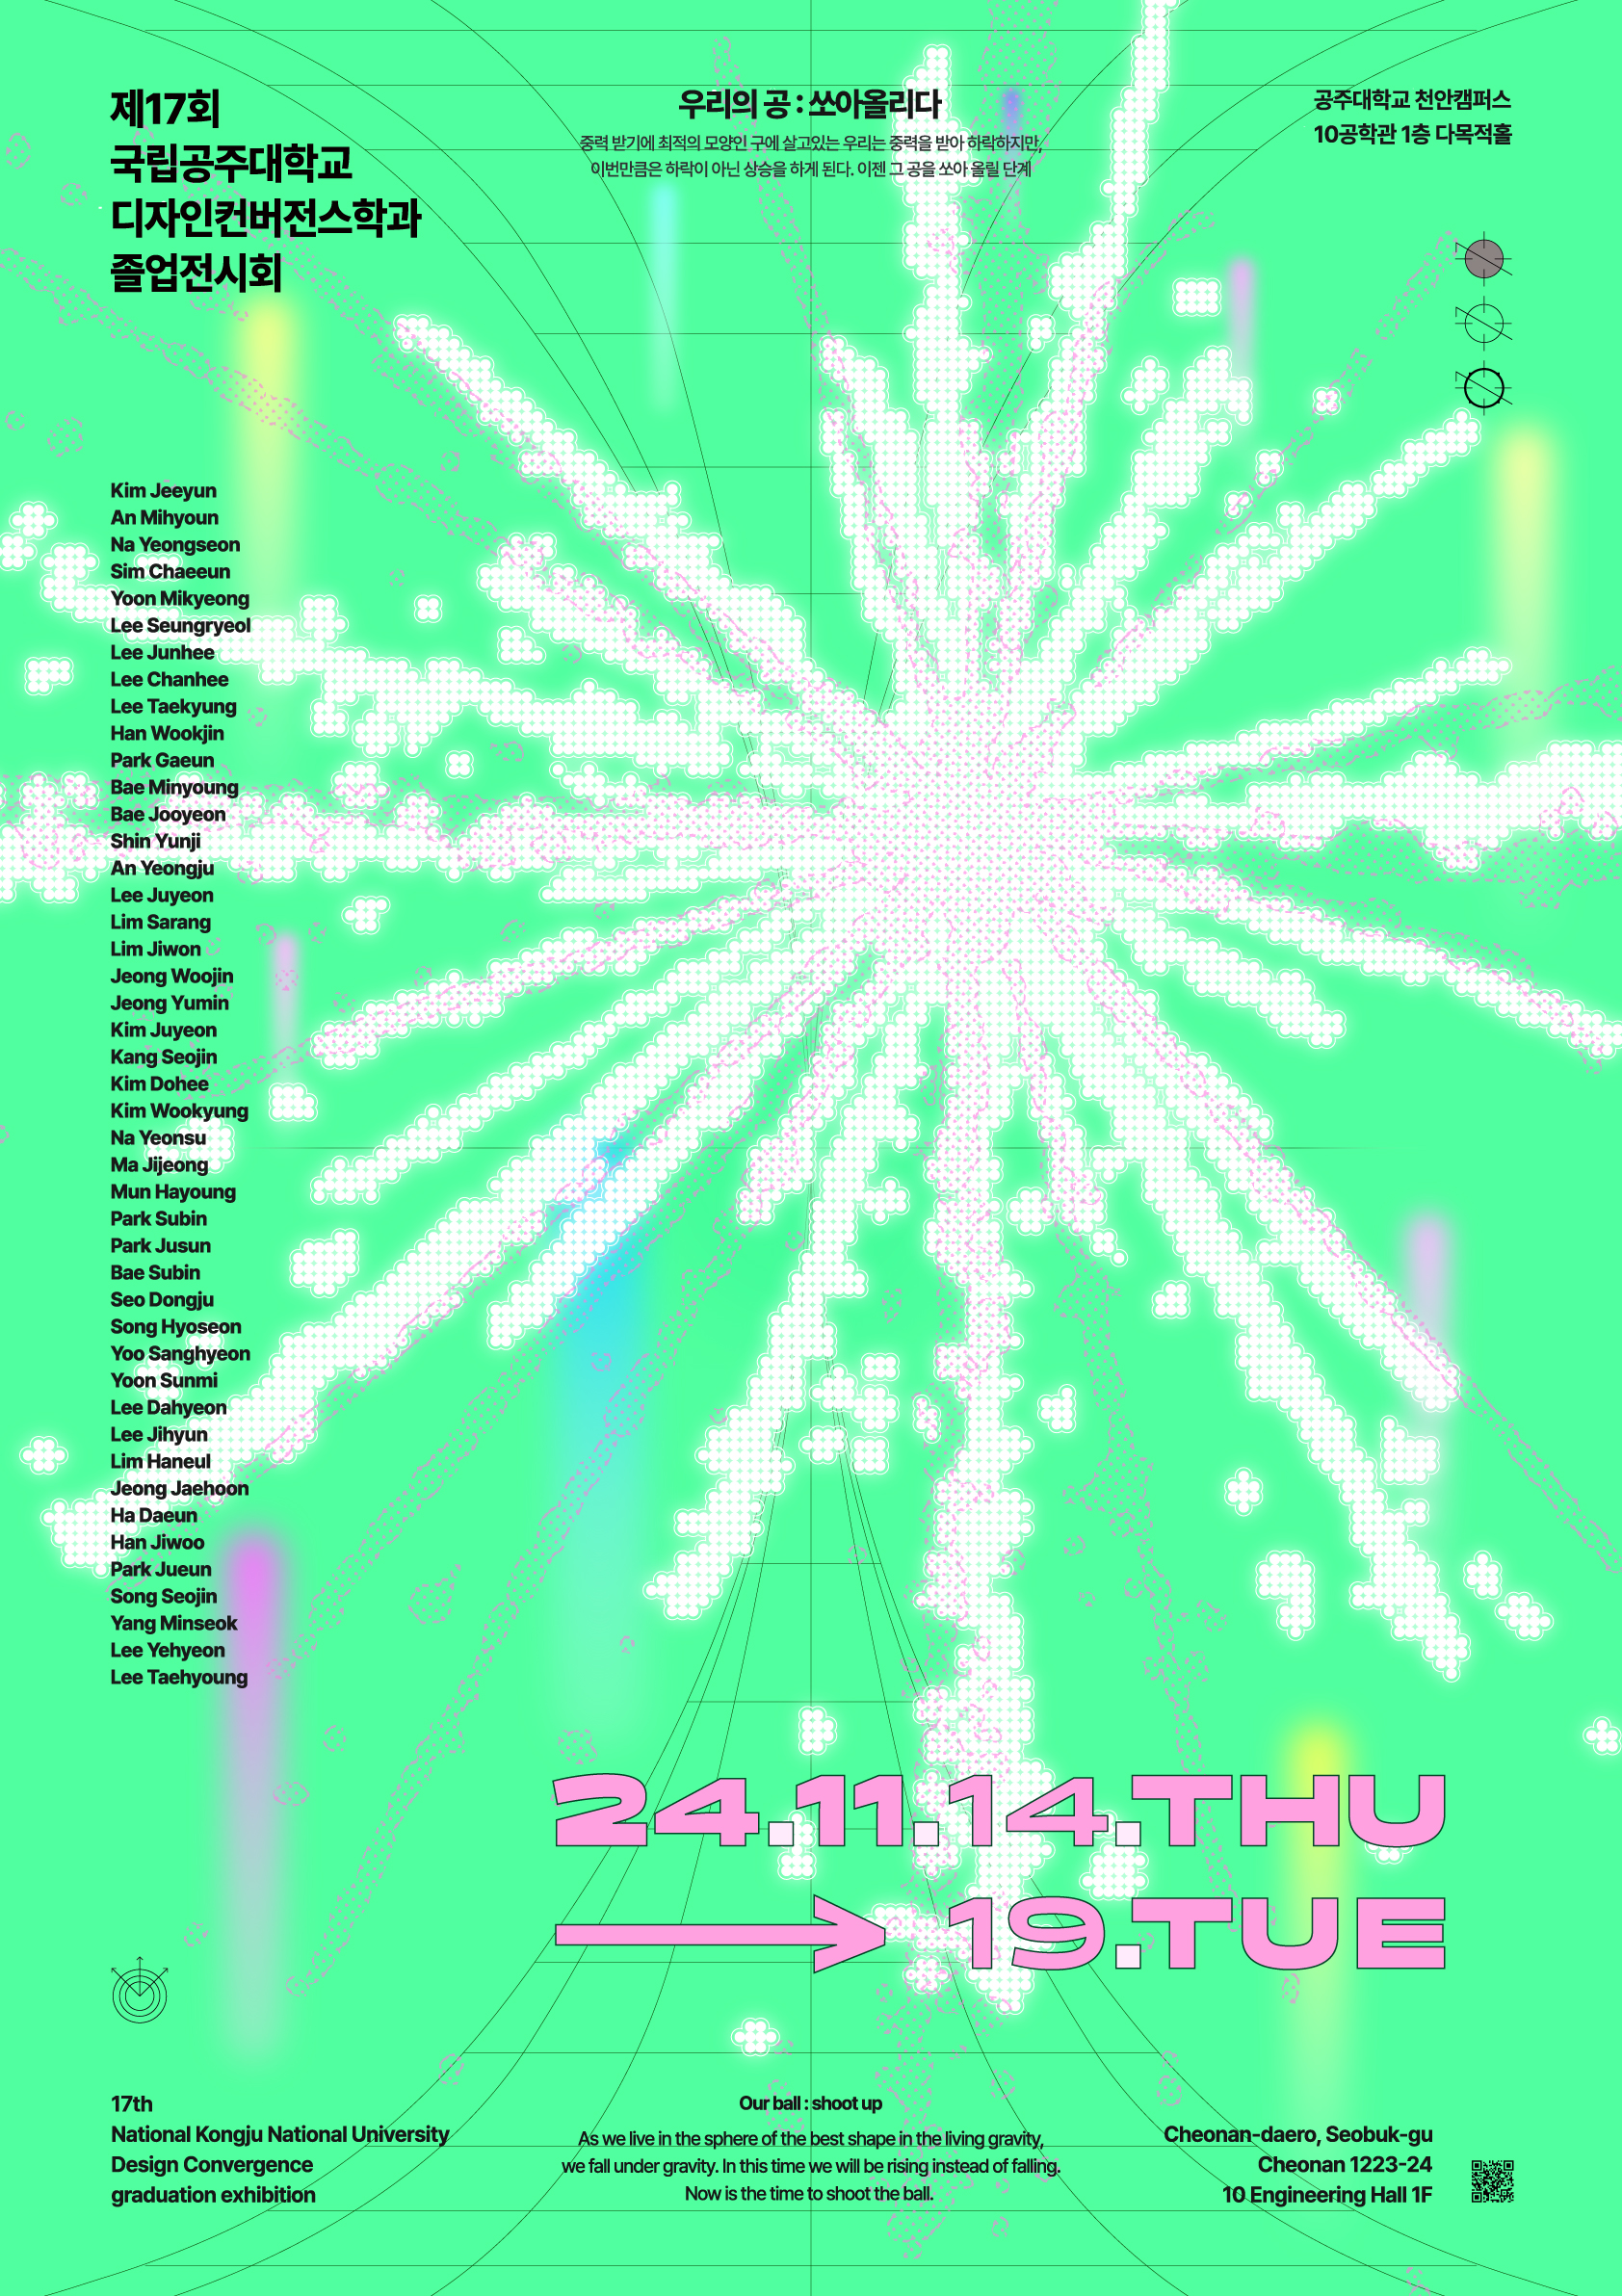 제17회
국립공주대학교
디자인컨버전스학과
졸업전시회
우리의 공 : 쏘아올리다
중력 받기에 최적의 모양인 구에 살고있는 우리는 중력을 받아 하락하지만,
이번만큼은 하락이 아닌 상승을 하게 된다. 이젠 그 공을 쏘아 올릴 단계
공주대학교 천안캠퍼스
10공학관 1층 다목적홀
Kim Jeeyun
An Mihyoun
Na Yeongseon
Sim Chaeeun
Yoon Mikyeong
Lee Seungryeol
Lee Junhee
Lee Chanhee
Lee Taekyung
Han Wookjin
Park Gaeun
Bae Minyoung
Bae Jooyeon
Shin Yunji
An Yeongju
Lee Juyeon
Lim Sarang
Lim Jiwon
Jeong Woojin
Jeong Yumin
Kim Juyeon
Kang Seojin
Kim Dohee
Kim Wookyung
Na Yeonsu
Ma Jijeong
Mun Hayoung
Park Subin
Park Jusun
Bae Subin
Seo Dongju
Song Hyoseon
Yoo Sanghyeon
Yoon Sunmi
Lee Dahyeon
Lee Jihyun
Lim Haneul
Jeong Jaehoon
Ha Daeun
Han Jiwoo
Park Jueun
Song Seojin
Yang Minseok
Lee Yehyeon
Lee Taehyoung
24.11.14.THU
→ 19.TUE
17th
National Kongju National University
Design Convergence
graduation exhibition
Our ball : shoot up
As we live in the sphere of the best shape in the living gravity,
we fall under gravity. In this time we will be rising instead of falling.
Now is the time to shoot the ball.
Cheonan-daero, Seobuk-gu
Cheonan 1223-24
10 Engineering Hall 1F